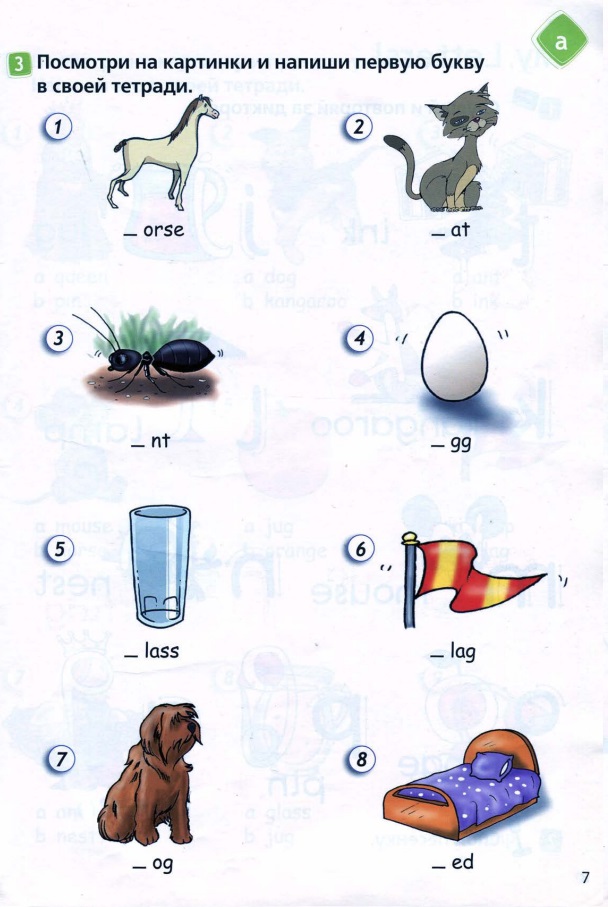 a
3 Посмотри на картинки и напиши первую букву
в своей тетради.
1
2
_ orse
_ at
3
4
_ nt
_ gg
5
6
_ lass
_ lag
7
8
_ og
_ ed
7